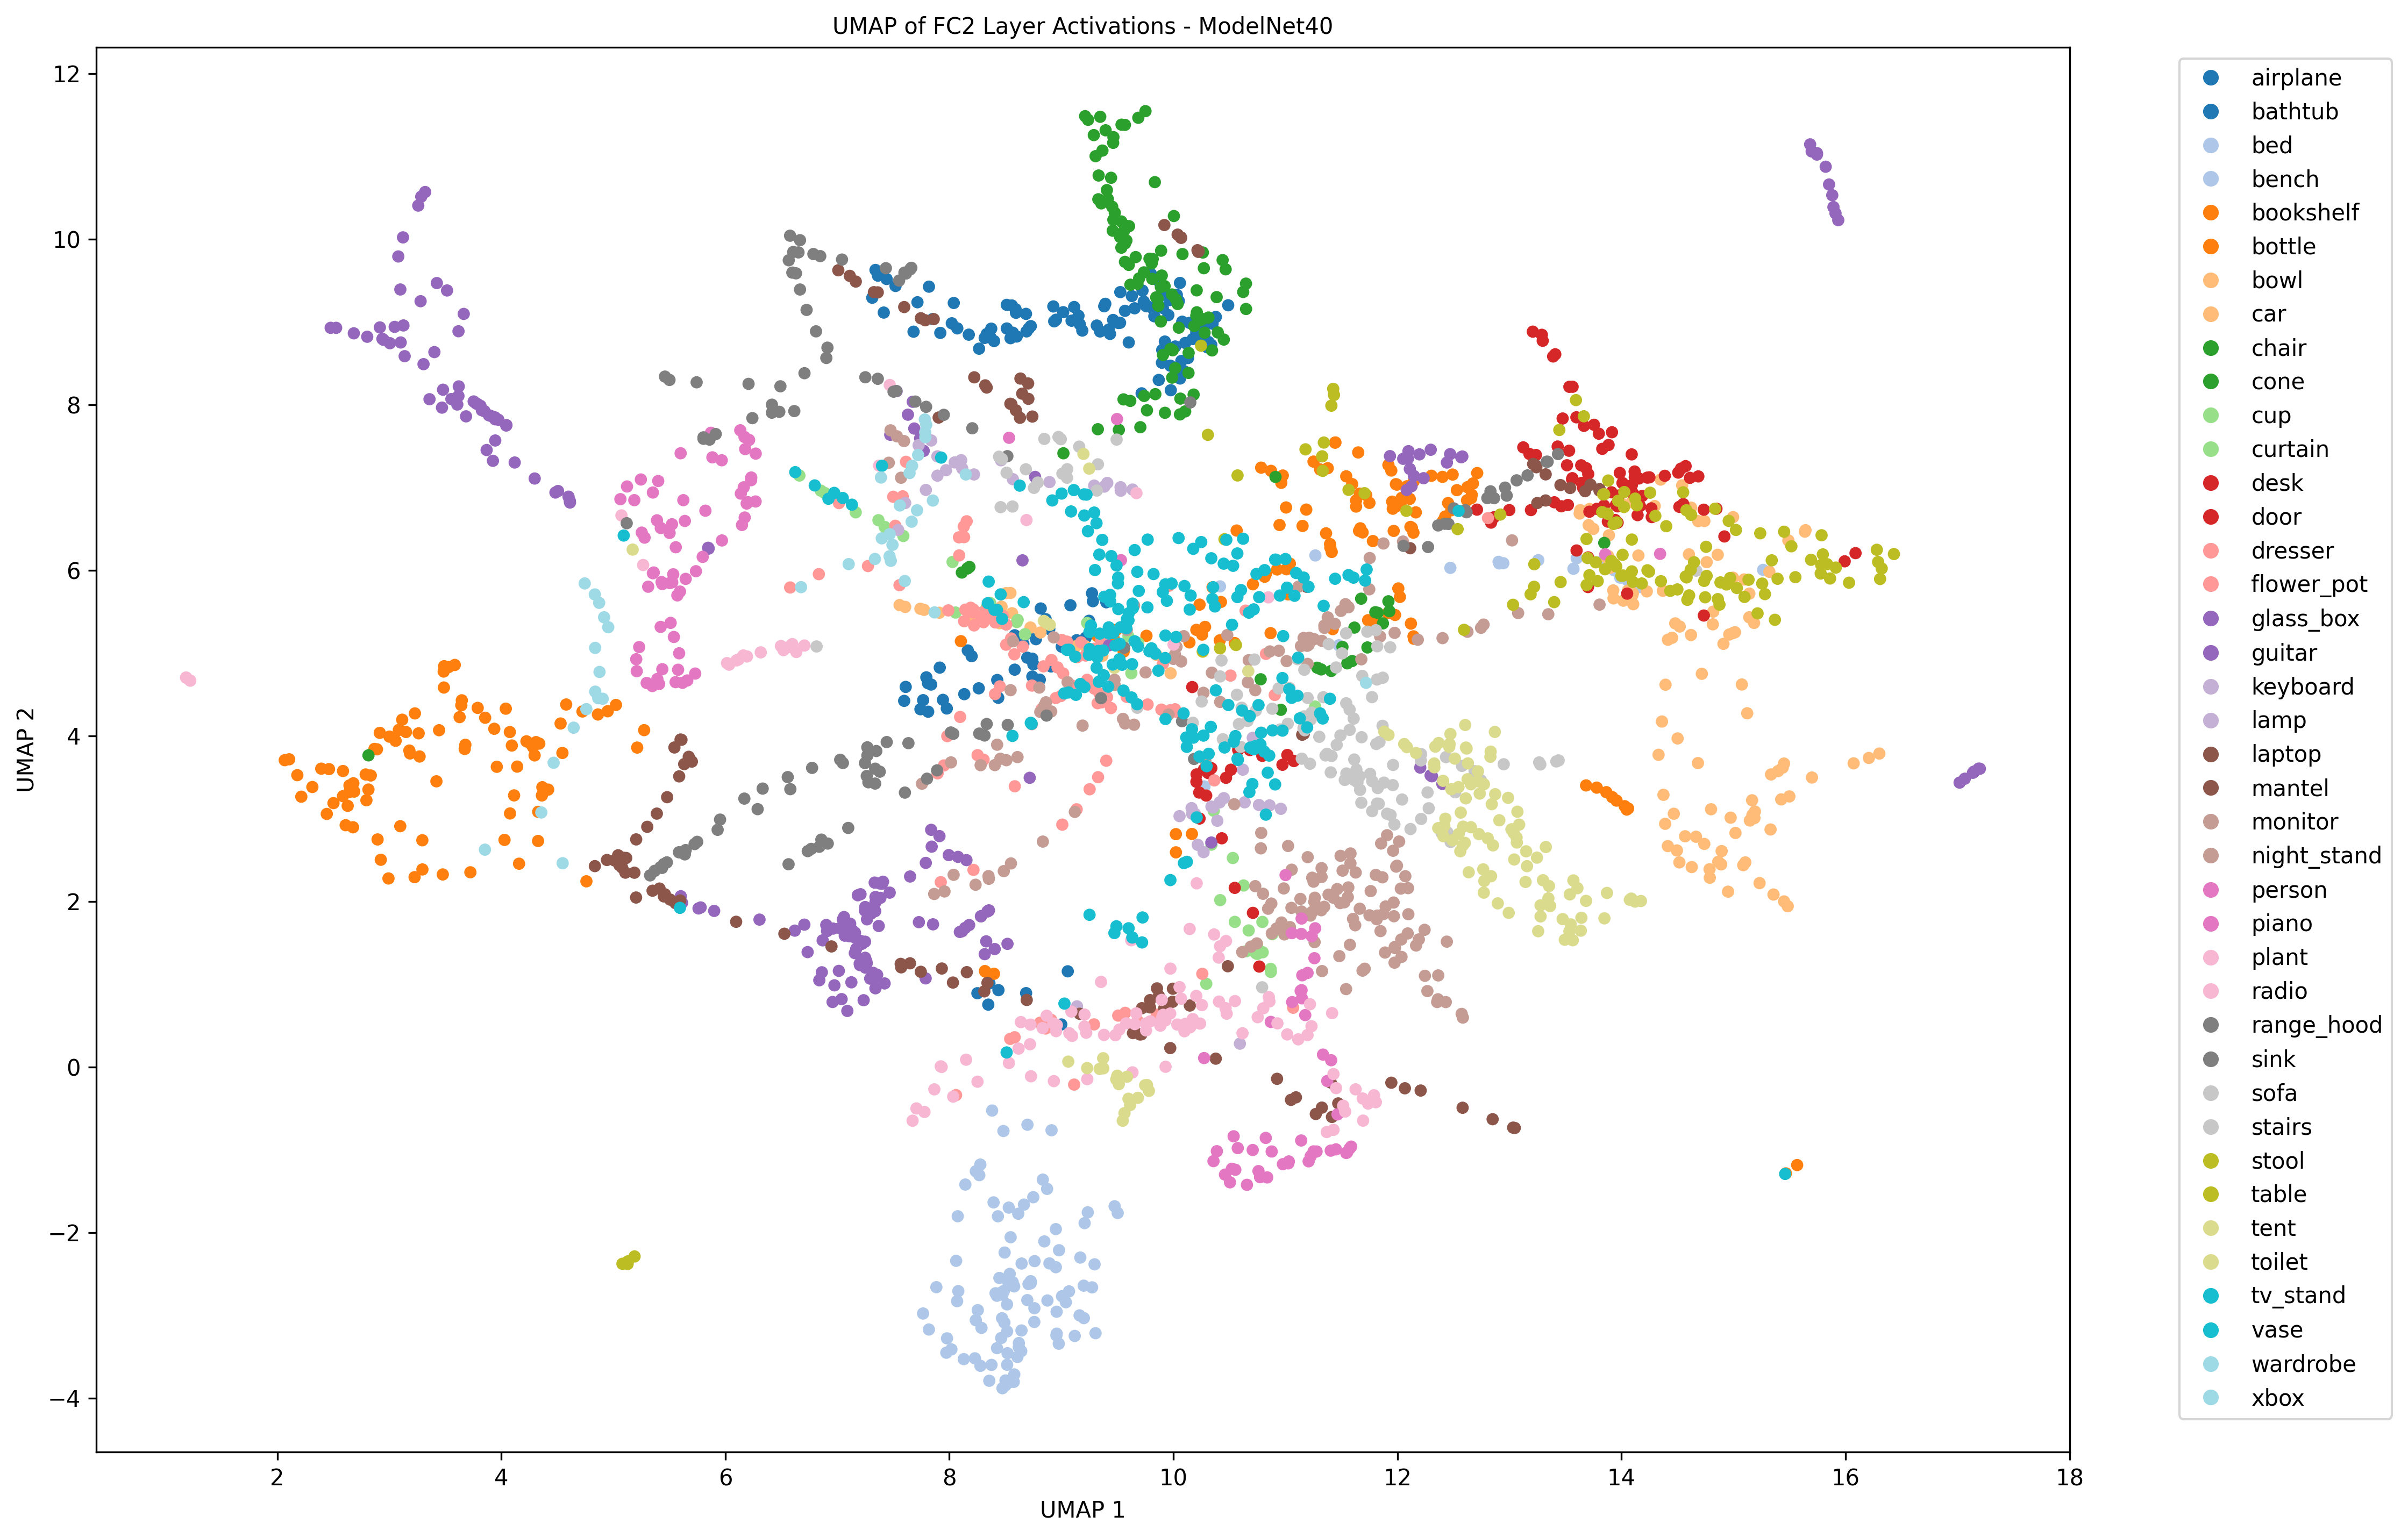 UMAP of FC2 Layer Activations - ModelNet40
12
10
8
6
4
2
0
−2
−4
UMAP 2
2 4 6 8 10 12 14 16 18
UMAP 1
airplane
bathtub
bed
bench
bookshelf
bottle
bowl
car
chair
cone
cup
curtain
desk
door
dresser
flower_pot
glass_box
guitar
keyboard
lamp
laptop
mantel
monitor
night_stand
person
piano
plant
radio
range_hood
sink
sofa
stairs
stool
table
tent
toilet
tv_stand
vase
wardrobe
xbox